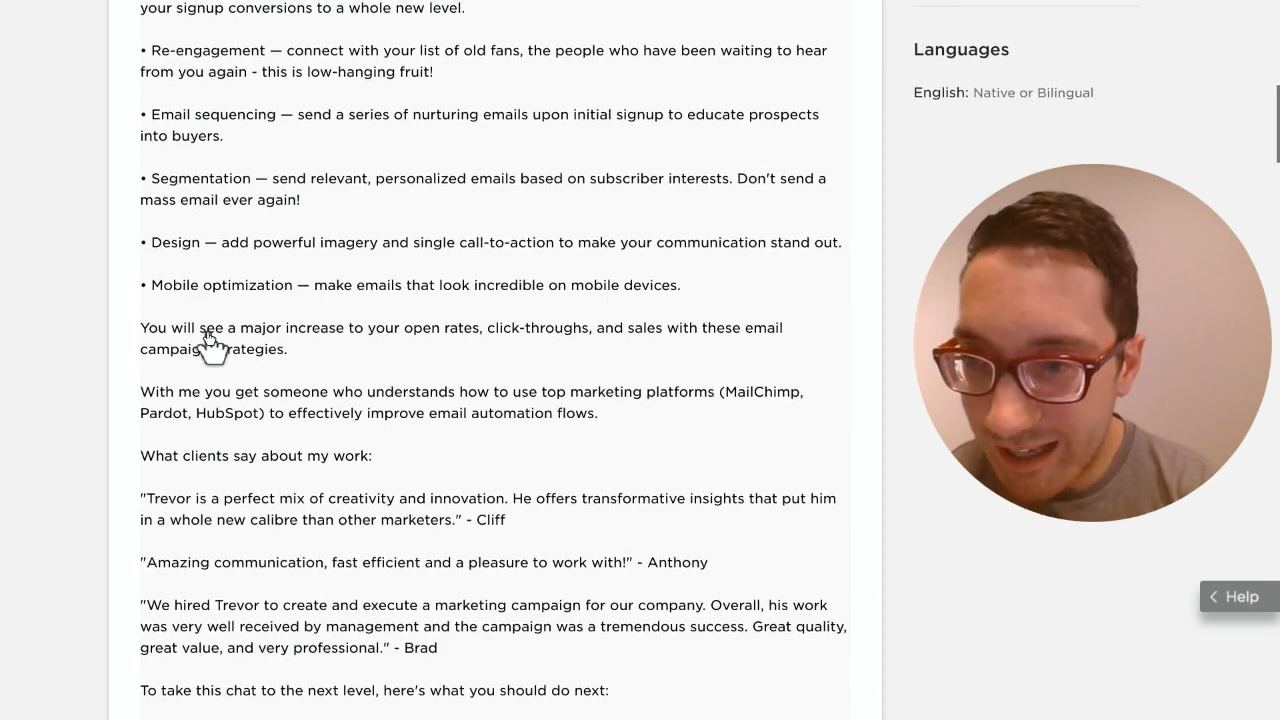 your signup conversions to a whole new level.
• Re-engagement — connect with your list of old fans, the people who have been waiting to hear
from you again - this is low-hanging fruit!
• Email sequencing — send a series of nurturing emails upon initial signup to educate prospects
into buyers.
• Segmentation — send relevant, personalized emails based on subscriber interests. Don't send a
mass email ever again!
• Design — add powerful imagery and single call-to-action to make your communication stand out.
• Mobile optimization — make emails that look incredible on mobile devices.
You will see a major increase to your open rates, click-throughs, and sales with these email
campaign strategies.
With me you get someone who understands how to use top marketing platforms (MailChimp,
Pardot, HubSpot) to effectively improve email automation flows.
What clients say about my work:
"Trevor is a perfect mix of creativity and innovation. He offers transformative insights that put him
in a whole new calibre than other marketers." - Cliff
"Amazing communication, fast efficient and a pleasure to work with!" - Anthony
"We hired Trevor to create and execute a marketing campaign for our company. Overall, his work
was very well received by management and the campaign was a tremendous success. Great quality,
great value, and very professional." - Brad
To take this chat to the next level, here's what you should do next:
Languages
English: Native or Bilingual
Help